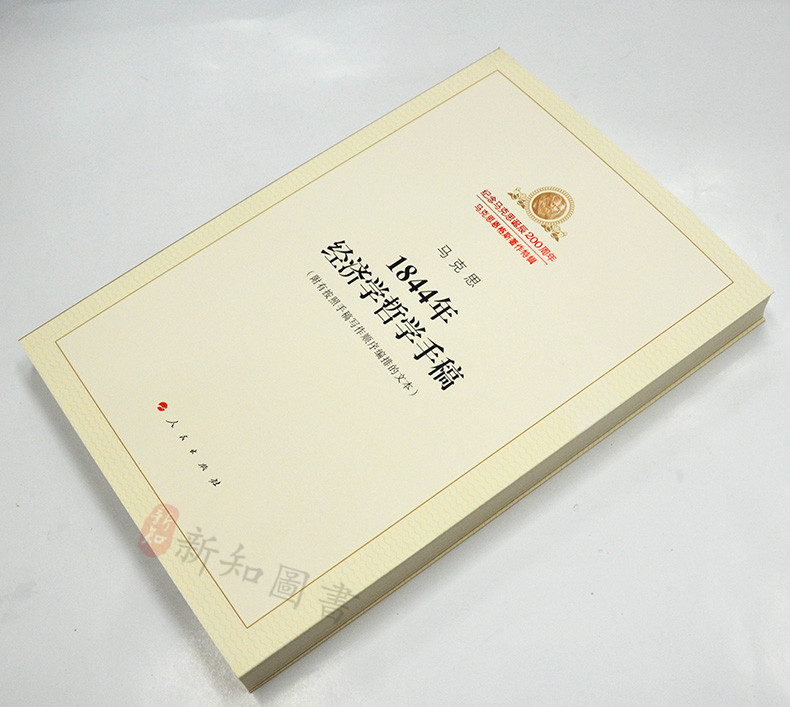 纪念马克思诞辰200周年
马克思恩格斯著作特辑
马克思
1844年
经济学哲学手稿
（附有按照手稿写作顺序编排的文本）
人民出版社
新知
新知圖書